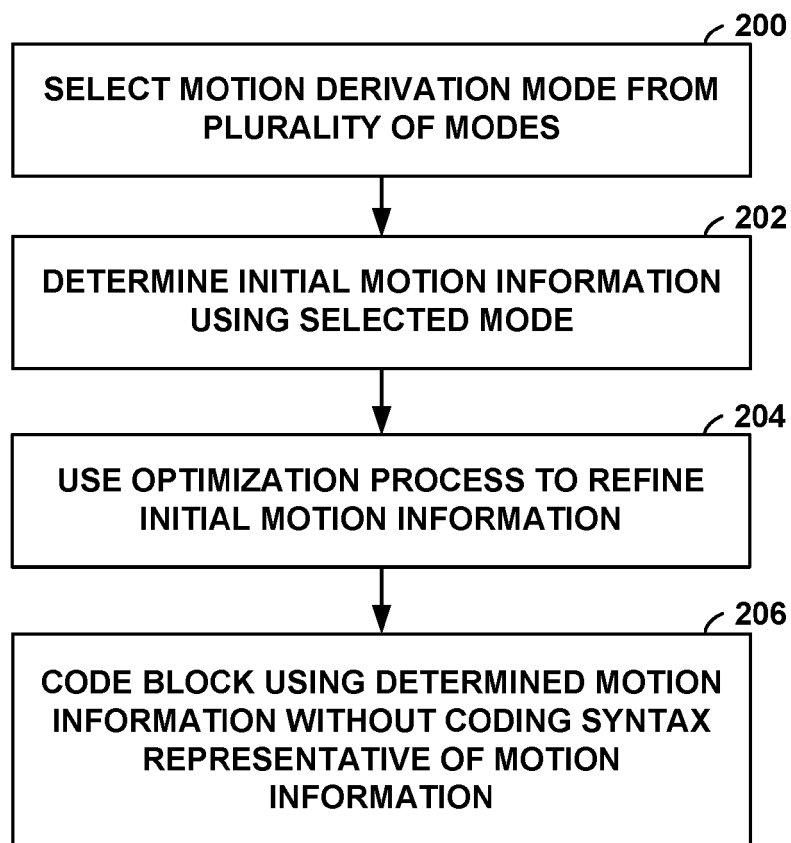 200
SELECT MOTION DERIVATION MODE FROM
PLURALITY OF MODES
202
DETERMINE INITIAL MOTION INFORMATION
USING SELECTED MODE
204
USE OPTIMIZATION PROCESS TO REFINE
INITIAL MOTION INFORMATION
206
CODE BLOCK USING DETERMINED MOTION
INFORMATION WITHOUT CODING SYNTAX
REPRESENTATIVE OF MOTION
INFORMATION